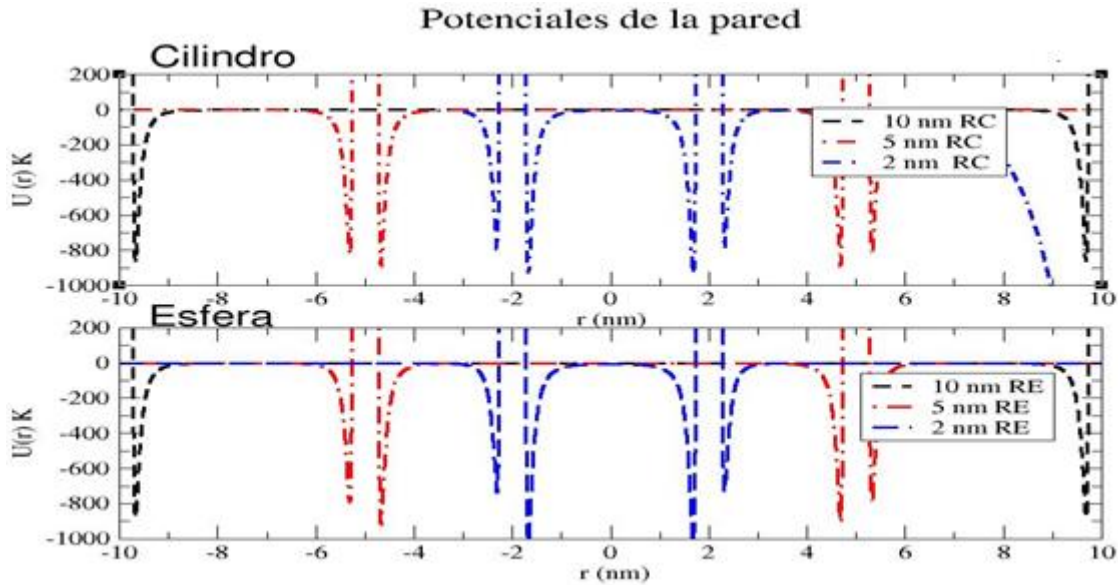 Potenciales de la pared
Cilindro
200
0
-200
-400
-600
-800
-1000
U (r) K
10 nm RC
5 nm RC
2 nm RC
-10 -8 -6 -4 -2 0 2 4 6 8 10
r (nm)
Esfera
200
0
-200
-400
-600
-800
-1000
U(r) K
10 nm RE
5 nm RE
2 nm RE
-10 -8 -6 -4 -2 0 2 4 6 8 10
r (nm)